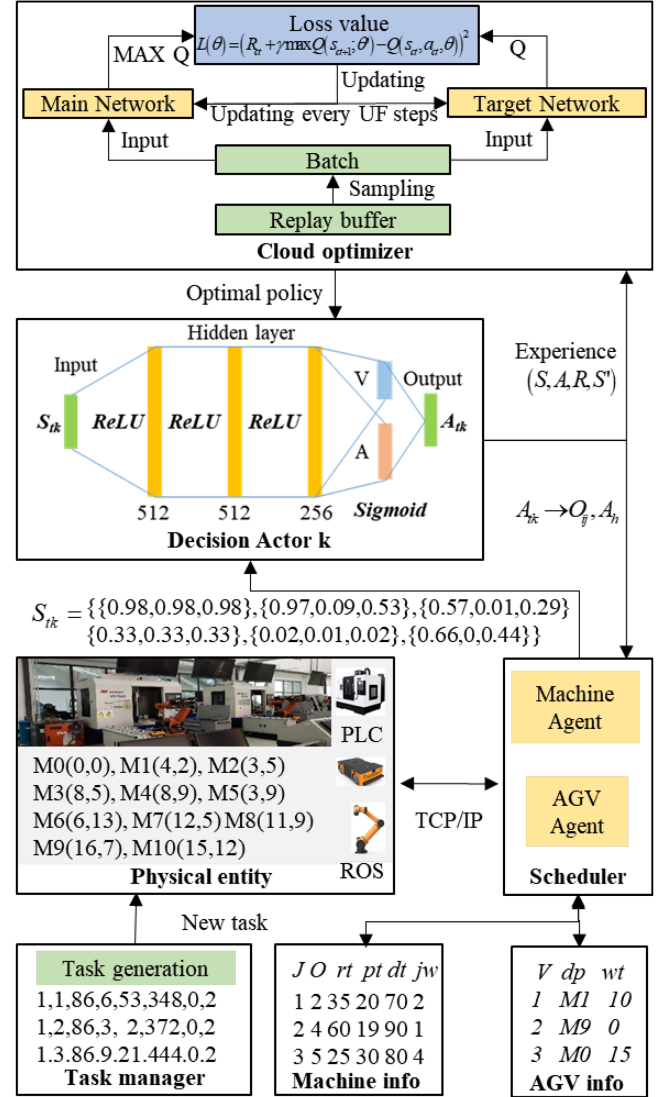 Loss value
L(θ)=(R_ct+γmaxQ(s_ct+1;θ)−Q(s_ct,a_ct,θ))²
MAX Q
Q
Updating
Main Network
Target Network
Updating every UF steps
Input
Input
Batch
Sampling
Replay buffer
Cloud optimizer
Optimal policy
Hidden layer
Input
V
Output
S_tk
ReLU
ReLU
ReLU
A_tk
A
512
512
256
Sigmoid
Decision Actor k
Experience
(S,A,R,S')
A_tk→O_ij,A_h
S_tk = {{0.98,0.98,0.98},{0.97,0.09,0.53},{0.57,0.01,0.29}
{0.33,0.33,0.33},{0.02,0.01,0.02},{0.66,0,0.44}}
PLC
M0(0,0), M1(4,2), M2(3,5)
M3(8,5), M4(8,9), M5(3,9)
M6(6,13), M7(12,5) M8(11,9)
M9(16,7), M10(15,12)
ROS
Physical entity
TCP/IP
Machine
Agent
AGV
Agent
Scheduler
New task
Task generation
1,1,86,6,53,348,0,2
1,2,86,3, 2,372,0,2
1.3.86.9.21.444.0.2
Task manager
J O rt pt dt jw
1 2 35 20 70 2
2 4 60 19 90 1
3 5 25 30 80 4
Machine info
V dp wt
1 M1 10
2 M9 0
3 M0 15
AGV info